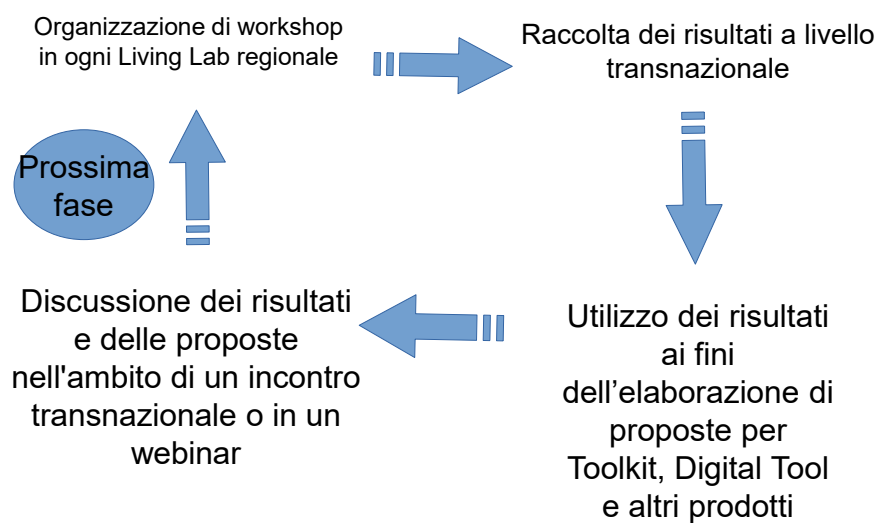 Organizzazione di workshop
in ogni Living Lab regionale
Raccolta dei risultati a livello
transnazionale
Prossima
fase
Discussione dei risultati
e delle proposte
nell'ambito di un incontro
transnazionale o in un
webinar
Utilizzo dei risultati
ai fini
dell’elaborazione di
proposte per
Toolkit, Digital Tool
e altri prodotti